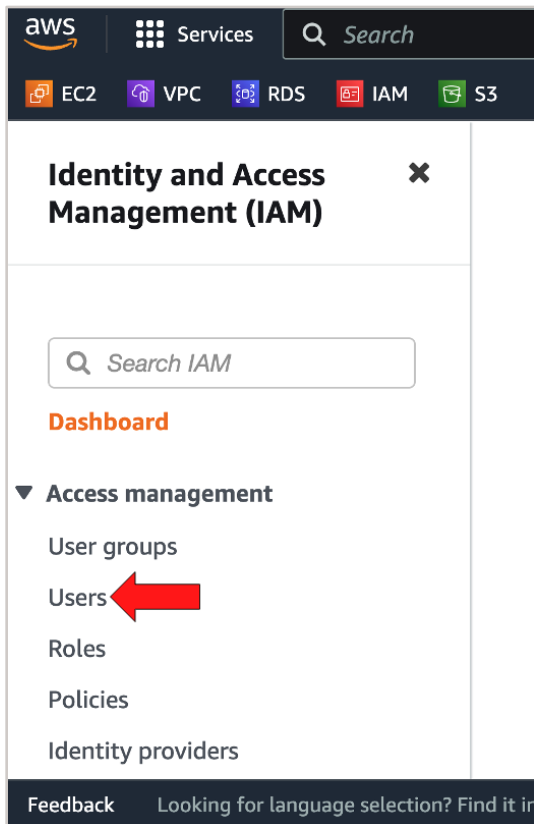 aws Services Search
EC2 VPC RDS IAM S3
Identity and Access
Management (IAM)
Search IAM
Dashboard
Access management
User groups
Users
Roles
Policies
Identity providers
Feedback Looking for language selection? Find it in